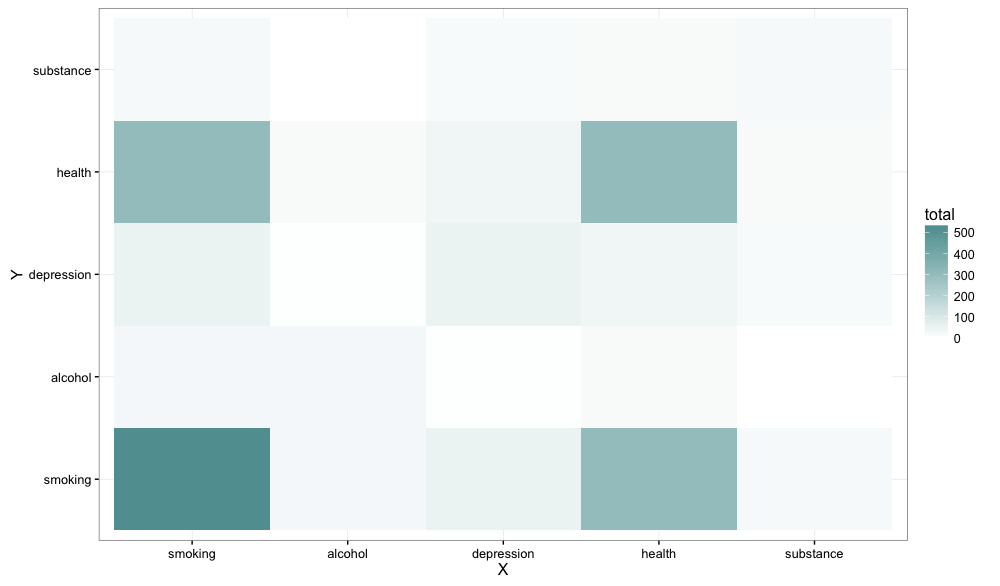 substance
health
depression
alcohol
smoking
Y
smoking alcohol depression health substance
X
total
500
400
300
200
100
0